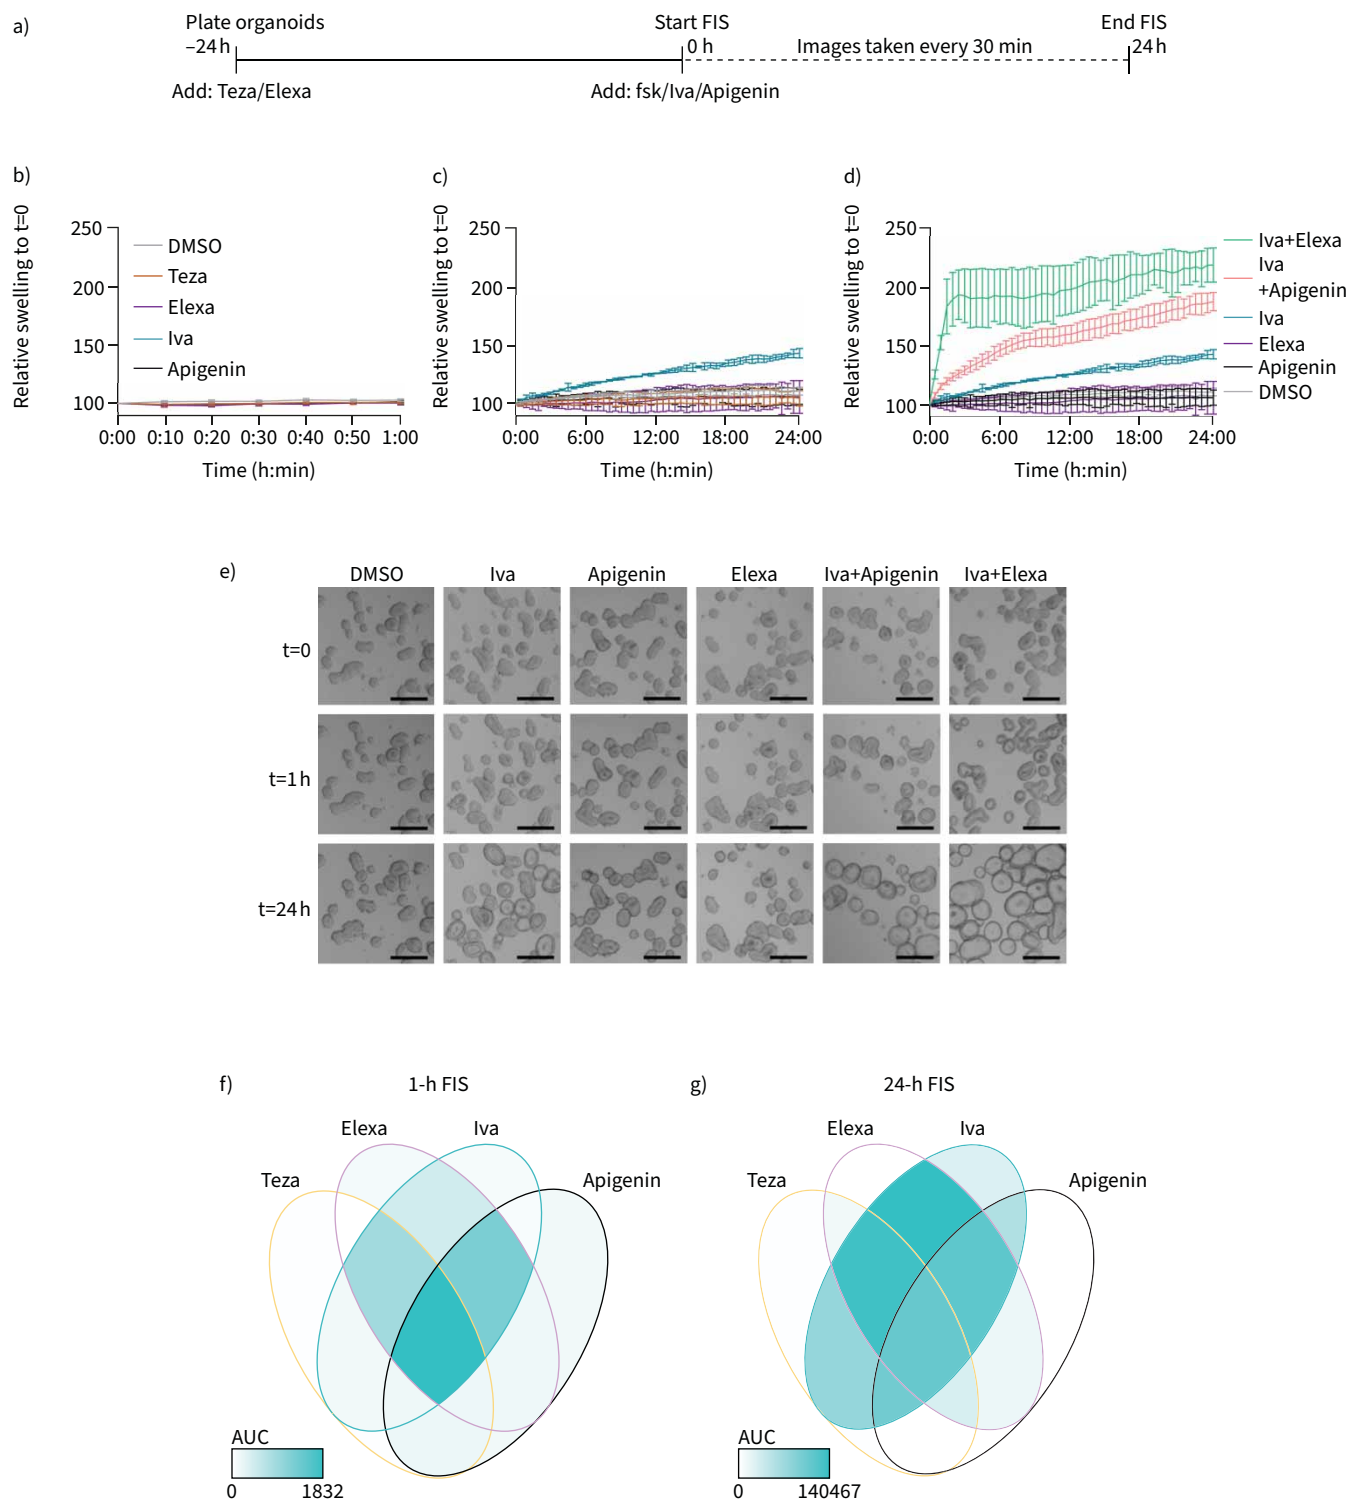 a)
Plate organoids
Start FIS
End FIS
–24 h
0 h
Images taken every 30 min
24 h
Add: Teza/Elexa
Add: fsk/Iva/Apigenin
b)
Relative swelling to t=0
250
200
150
100
DMSO
Teza
Elexa
Iva
Apigenin
0:00 0:10 0:20 0:30 0:40 0:50 1:00
Time (h:min)
c)
Relative swelling to t=0
250
200
150
100
0:00 6:00 12:00 18:00 24:00
Time (h:min)
d)
Relative swelling to t=0
250
200
150
100
0:00 6:00 12:00 18:00 24:00
Time (h:min)
Iva+Elexa
Iva
+Apigenin
Iva
Elexa
Apigenin
DMSO
e)
DMSO Iva Apigenin Elexa Iva+Apigenin Iva+Elexa
t=0
t=1 h
t=24 h
f)
1-h FIS
Elexa Iva
Teza Apigenin
AUC
0 1832
g)
24-h FIS
Elexa Iva
Teza Apigenin
AUC
0 140467